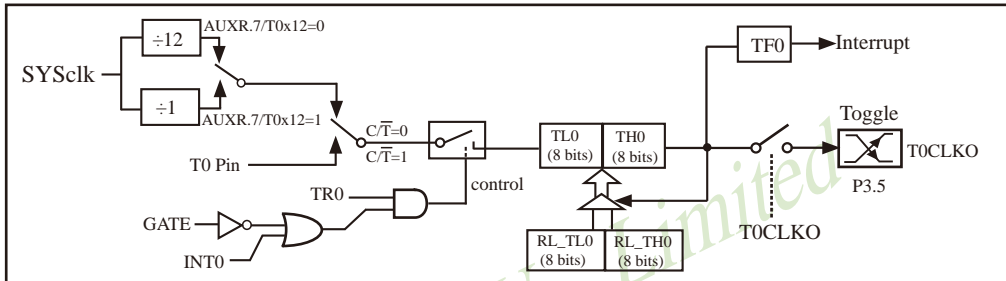 ÷12
AUXR.7/T0x12=0
SYSclk
÷1
AUXR.7/T0x12=1
C/T̅=0
C/T̅=1
T0 Pin
TR0
control
GATE
INT0
TL0
(8 bits)
TH0
(8 bits)
RL_TL0
(8 bits)
RL_TH0
(8 bits)
TF0
Interrupt
Toggle
T0CLKO
P3.5
T0CLKO
Limited